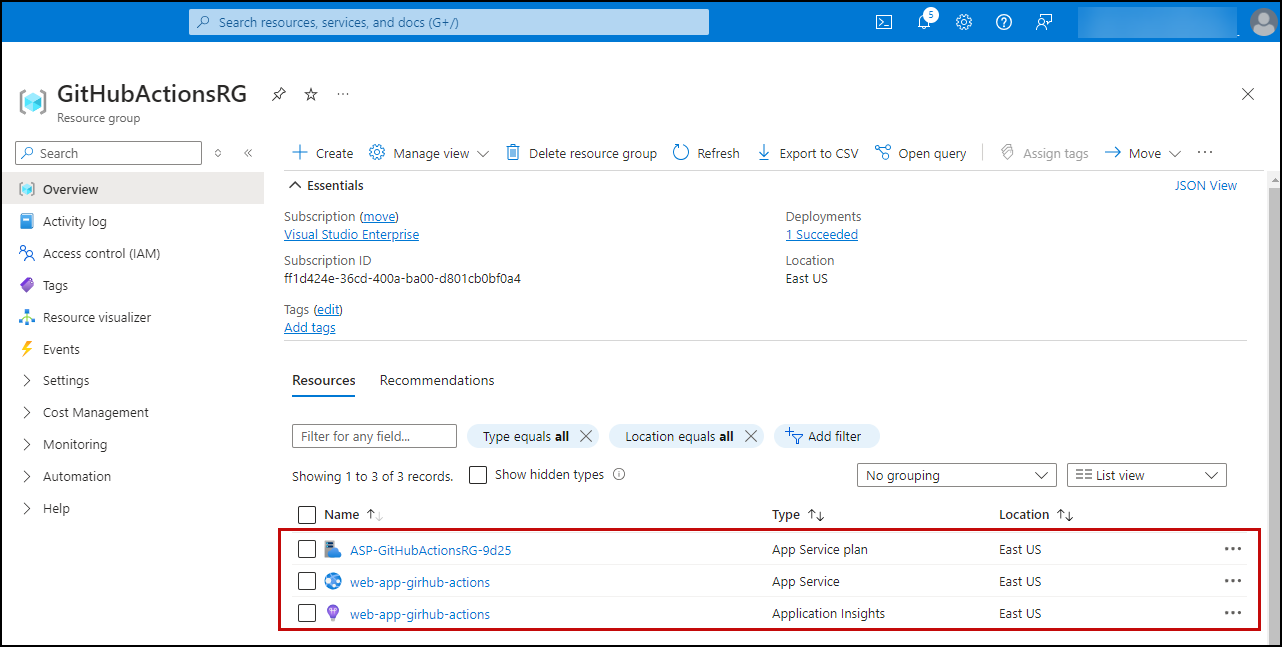 Search resources, services, and docs (G+/)
5
GitHubActionsRG
Resource group
Search
Create
Manage view
Delete resource group
Refresh
Export to CSV
Open query
Assign tags
Move
Overview
Activity log
Access control (IAM)
Tags
Resource visualizer
Events
Settings
Cost Management
Monitoring
Automation
Help
Essentials
JSON View
Subscription (move)
Visual Studio Enterprise
Subscription ID
ff1d424e-36cd-400a-ba00-d801cb0bf0a4
Deployments
1 Succeeded
Location
East US
Tags (edit)
Add tags
Resources
Recommendations
Filter for any field...
Type equals all
Location equals all
Add filter
Showing 1 to 3 of 3 records.
Show hidden types
No grouping
List view
Name Type Location
ASP-GitHubActionsRG-9d25 App Service plan East US
web-app-girhub-actions App Service East US
web-app-girhub-actions Application Insights East US